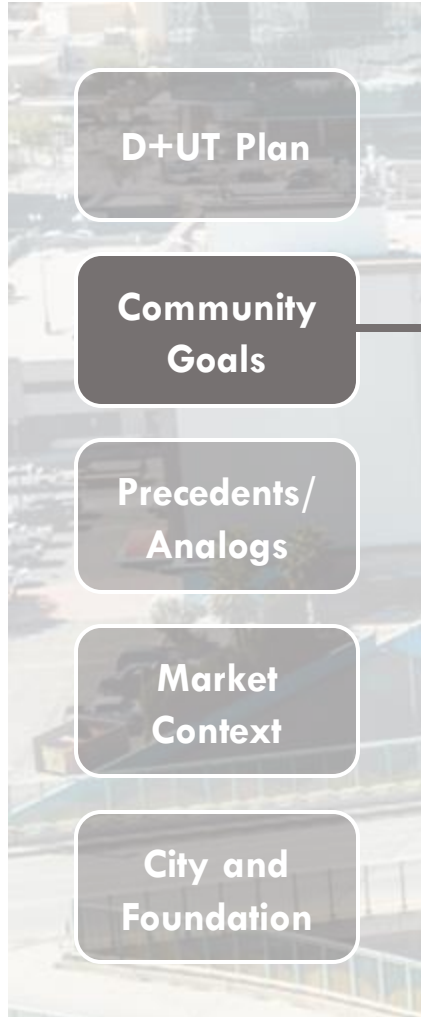 D+UT Plan
Community
Goals
Precedents/
Analogs
Market
Context
City and
Foundation